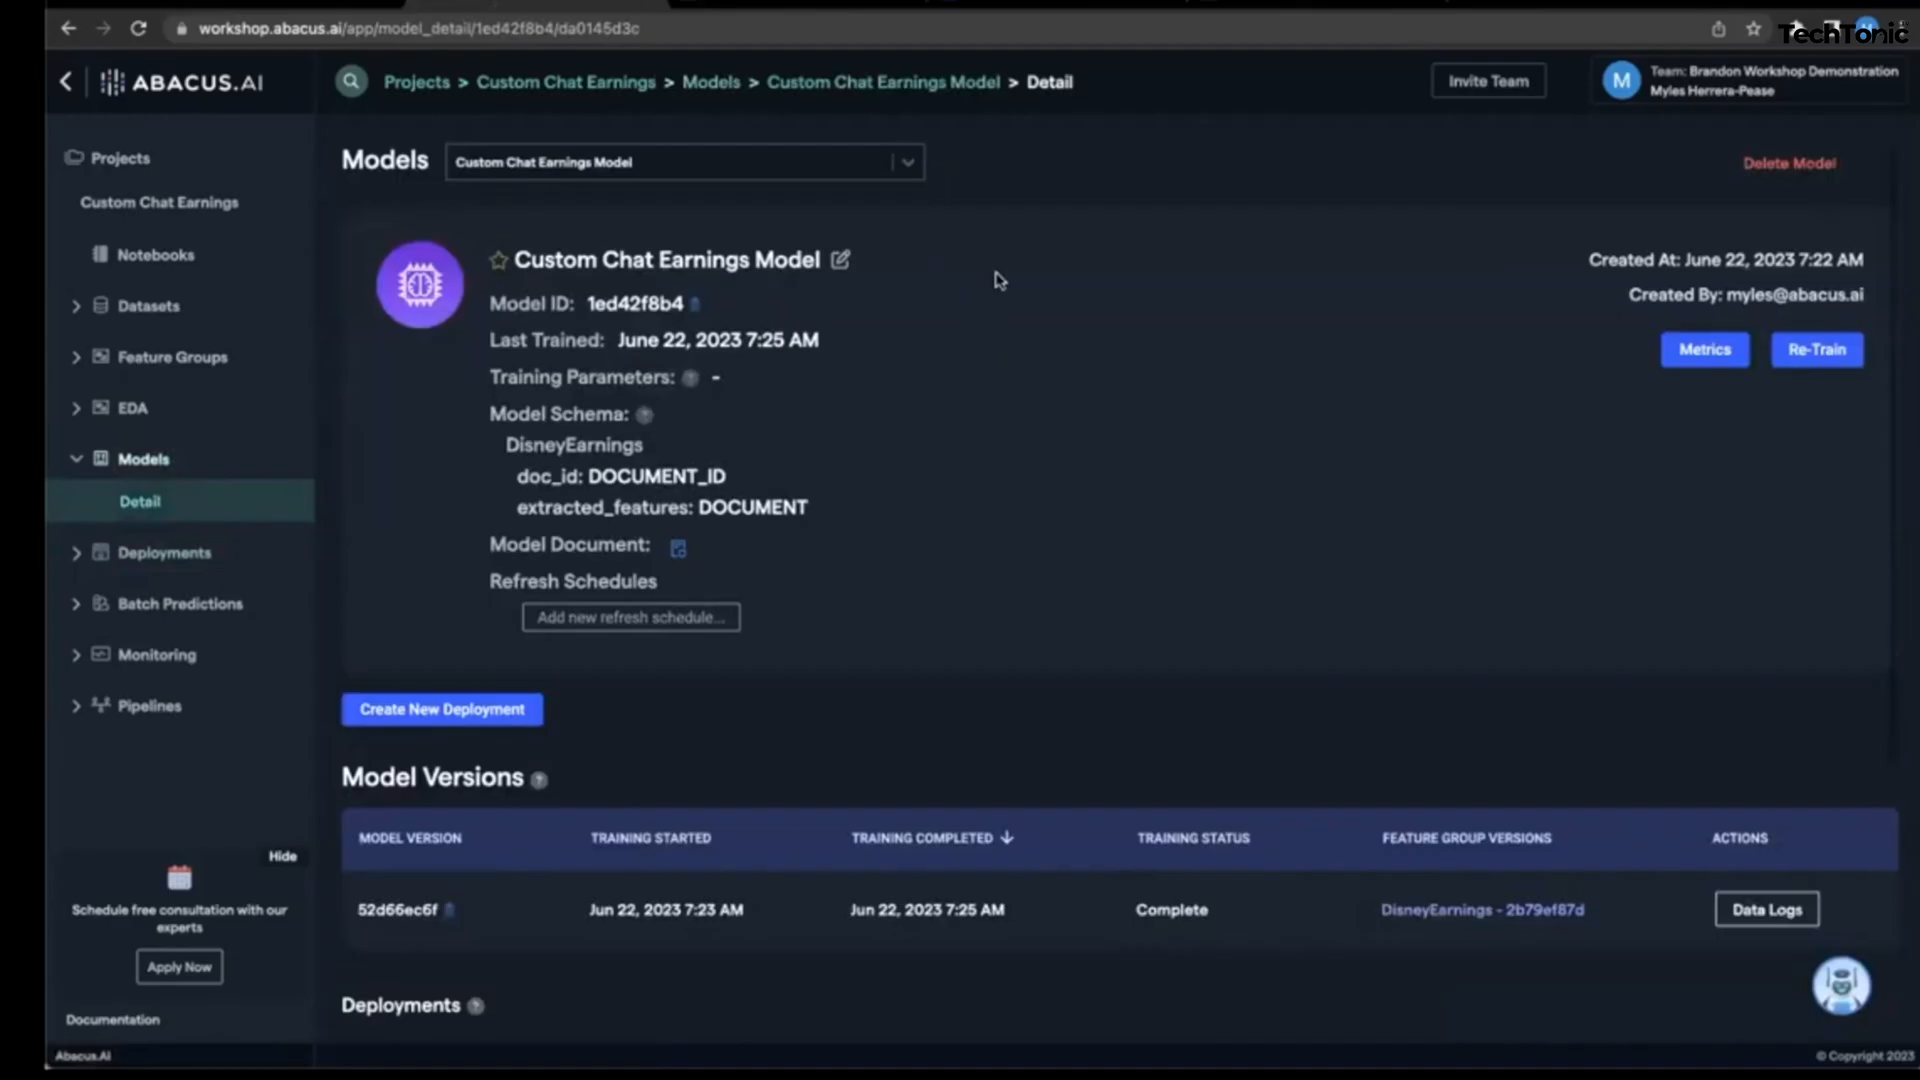 workshop.abacus.ai/app/model_detail/1ed42f8b4/da0145d3c
TechTonic
ABACUS.AI
Projects > Custom Chat Earnings > Models > Custom Chat Earnings Model > Detail
Invite Team
M
Team: Brandon Workshop Demonstration
Myles Herrera-Pease
Projects
Custom Chat Earnings
Notebooks
Datasets
Feature Groups
EDA
Models
Detail
Deployments
Batch Predictions
Monitoring
Pipelines
Hide
Schedule free consultation with our
experts
Apply Now
Documentation
Abacus.AI
Models
Custom Chat Earnings Model
Delete Model
Custom Chat Earnings Model
Model ID: 1ed42f8b4
Last Trained: June 22, 2023 7:25 AM
Training Parameters: ? -
Model Schema: ?
DisneyEarnings
doc_id: DOCUMENT_ID
extracted_features: DOCUMENT
Model Document:
Refresh Schedules
Add new refresh schedule...
Created At: June 22, 2023 7:22 AM
Created By: myles@abacus.ai
Metrics
Re-Train
Create New Deployment
Model Versions ?
MODEL VERSION TRAINING STARTED TRAINING COMPLETED TRAINING STATUS FEATURE GROUP VERSIONS ACTIONS
52d66ec6f Jun 22, 2023 7:23 AM Jun 22, 2023 7:25 AM Complete DisneyEarnings - 2b79ef87d Data Logs
Deployments ?
© Copyright 2023